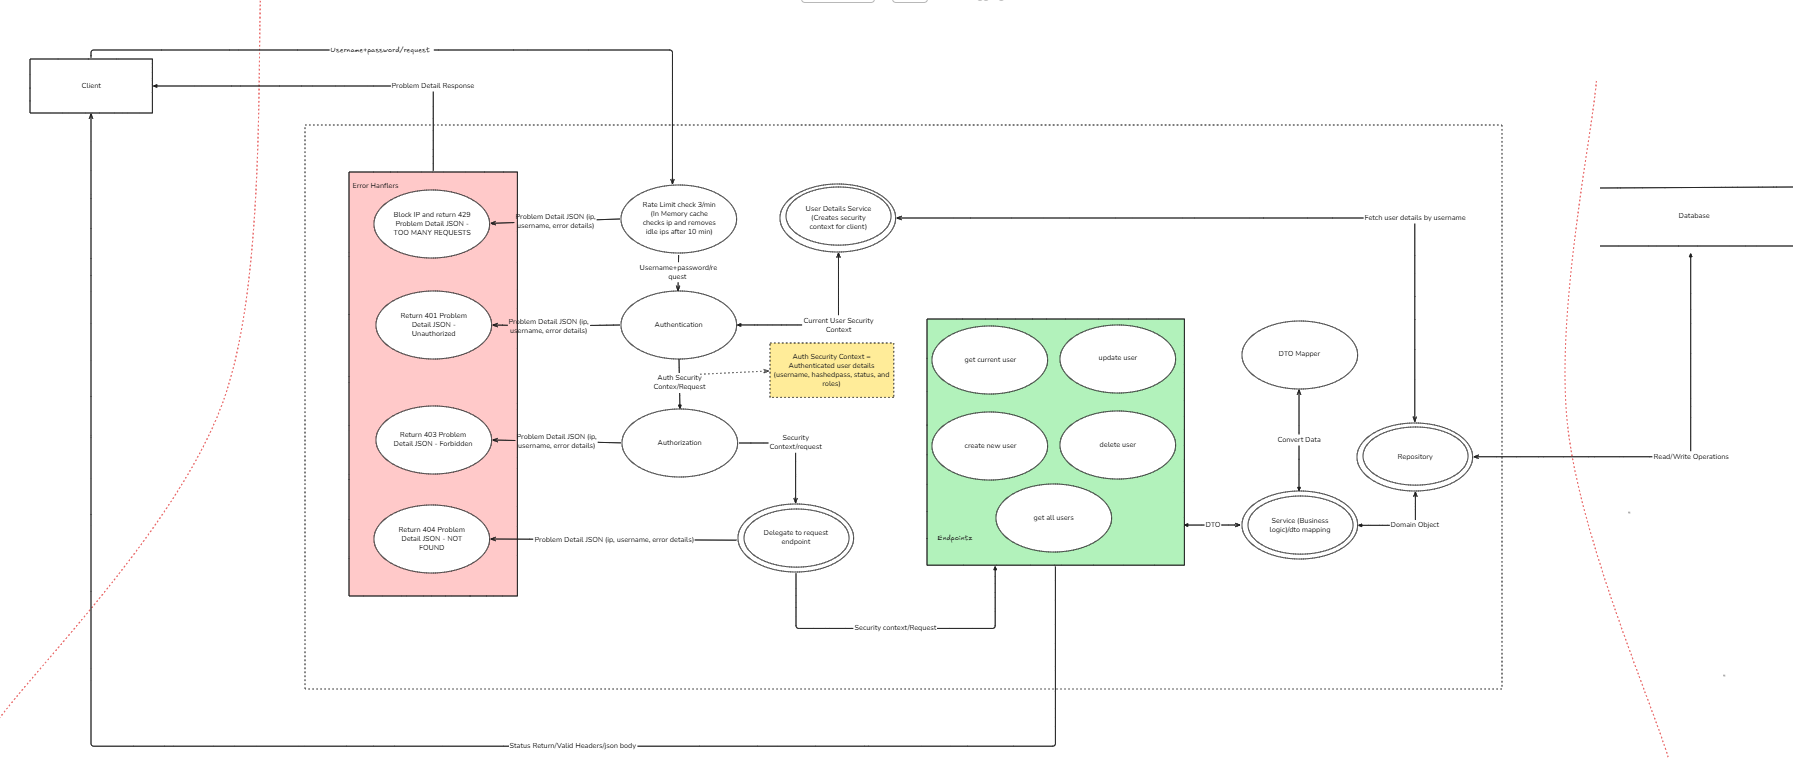 Username+password/request
Client
Problem Detail Response
Error Hanflers
Block IP and return 429
Problem Detail JSON -
TOO MANY REQUESTS
Problem Detail JSON (ip,
username, error details)
Rate Limit check 3/min
(In Memory cache
checks ip and removes
idle ips after 10 min)
User Details Service
(Creates security
context for client)
Fetch user details by username
Database
Username+password/re
quest
Return 401 Problem
Detail JSON -
Unauthorized
Problem Detail JSON (ip,
username, error details)
Authentication
Current User Security
Context
Auth Security Context =
Authenticated user details
(username, hashedpass, status, and
roles)
Auth Security
Contex/Request
get current user
update user
DTO Mapper
Return 403 Problem
Detail JSON - Forbidden
Problem Detail JSON (ip,
username, error details)
Authorization
Security
Context/request
create new user
delete user
Convert Data
Repository
Read/Write Operations
Return 404 Problem
Detail JSON - NOT
FOUND
Problem Detail JSON (ip, username, error details)
Delegate to request
endpoint
get all users
Endpoints
DTO
Service (Business
logic)/dto mapping
Domain Object
Security context/Request
Status Return/Valid Headers/json body